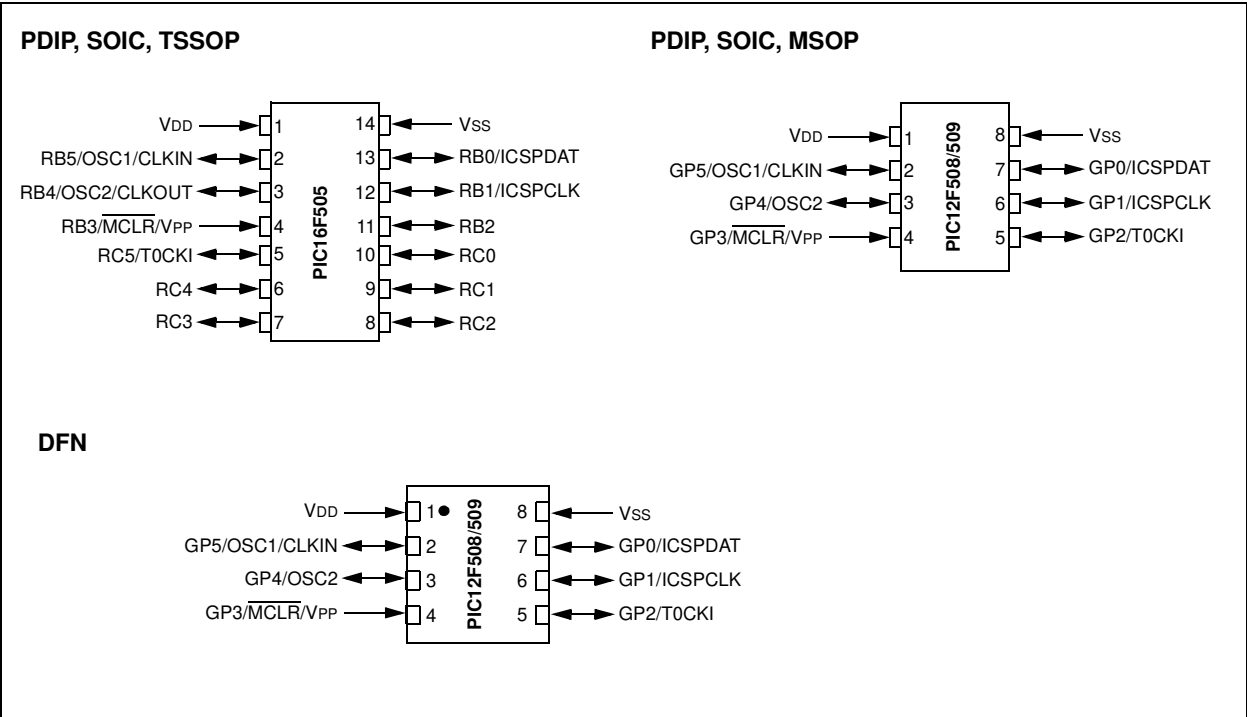 PDIP, SOIC, TSSOP
VDD 1 14 VSS
RB5/OSC1/CLKIN 2 13 RB0/ICSPDAT
RB4/OSC2/CLKOUT 3 12 RB1/ICSPCLK
RB3/MCLR/VPP 4 11 RB2
RC5/T0CKI 5 10 RC0
RC4 6 9 RC1
RC3 7 8 RC2
PIC16F505
PDIP, SOIC, MSOP
VDD 1 8 VSS
GP5/OSC1/CLKIN 2 7 GP0/ICSPDAT
GP4/OSC2 3 6 GP1/ICSPCLK
GP3/MCLR/VPP 4 5 GP2/T0CKI
PIC12F508/509
DFN
VDD 1 8 VSS
GP5/OSC1/CLKIN 2 7 GP0/ICSPDAT
GP4/OSC2 3 6 GP1/ICSPCLK
GP3/MCLR/VPP 4 5 GP2/T0CKI
PIC12F508/509